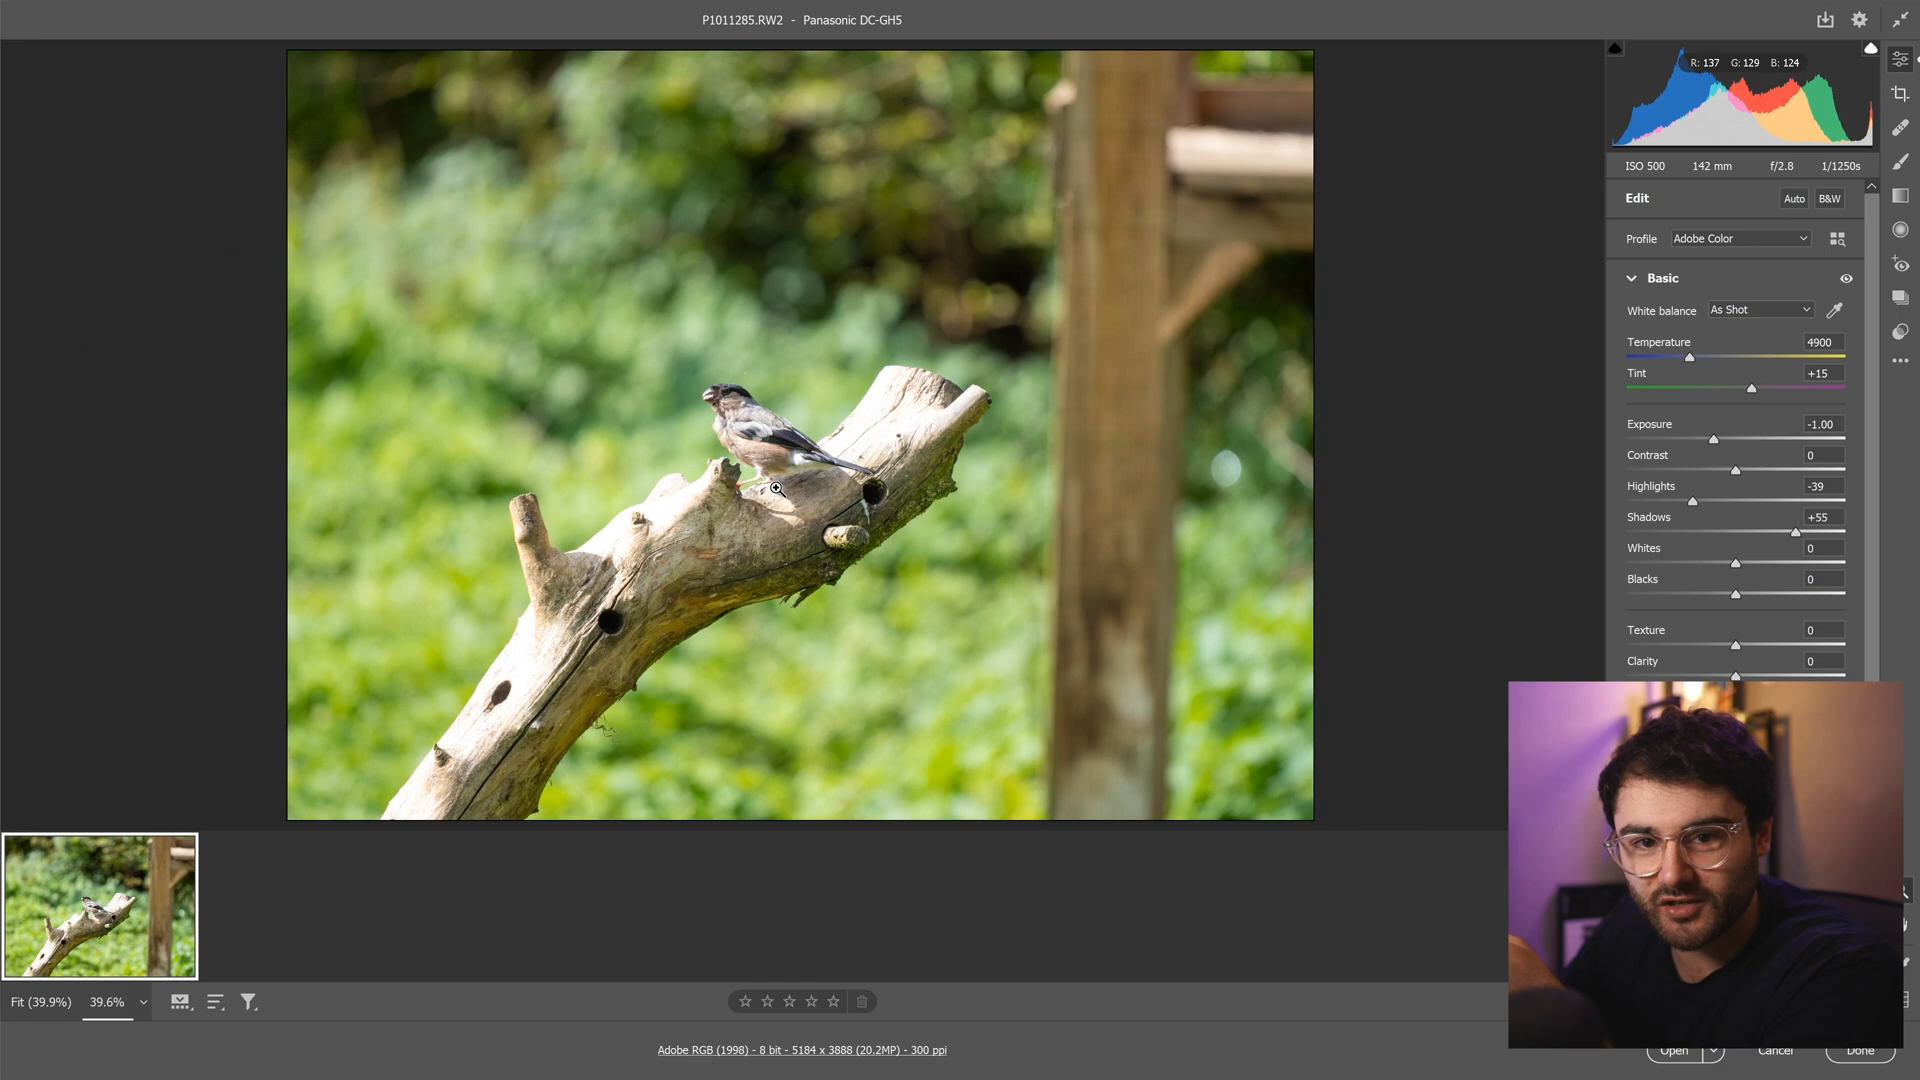 P1011285.RW2 - Panasonic DC-GH5
R: 137 G: 129 B: 124
ISO 500 142 mm f/2.8 1/1250s
Edit Auto B&W
Profile Adobe Color
Basic
White balance As Shot
Temperature 4900
Tint +15
Exposure -1.00
Contrast 0
Highlights -39
Shadows +55
Whites 0
Blacks 0
Texture 0
Clarity 0
Fit (39.9%) 39.6%
Adobe RGB (1998) - 8 bit - 5184 x 3888 (20.2MP) - 300 ppi
Open Cancel Done